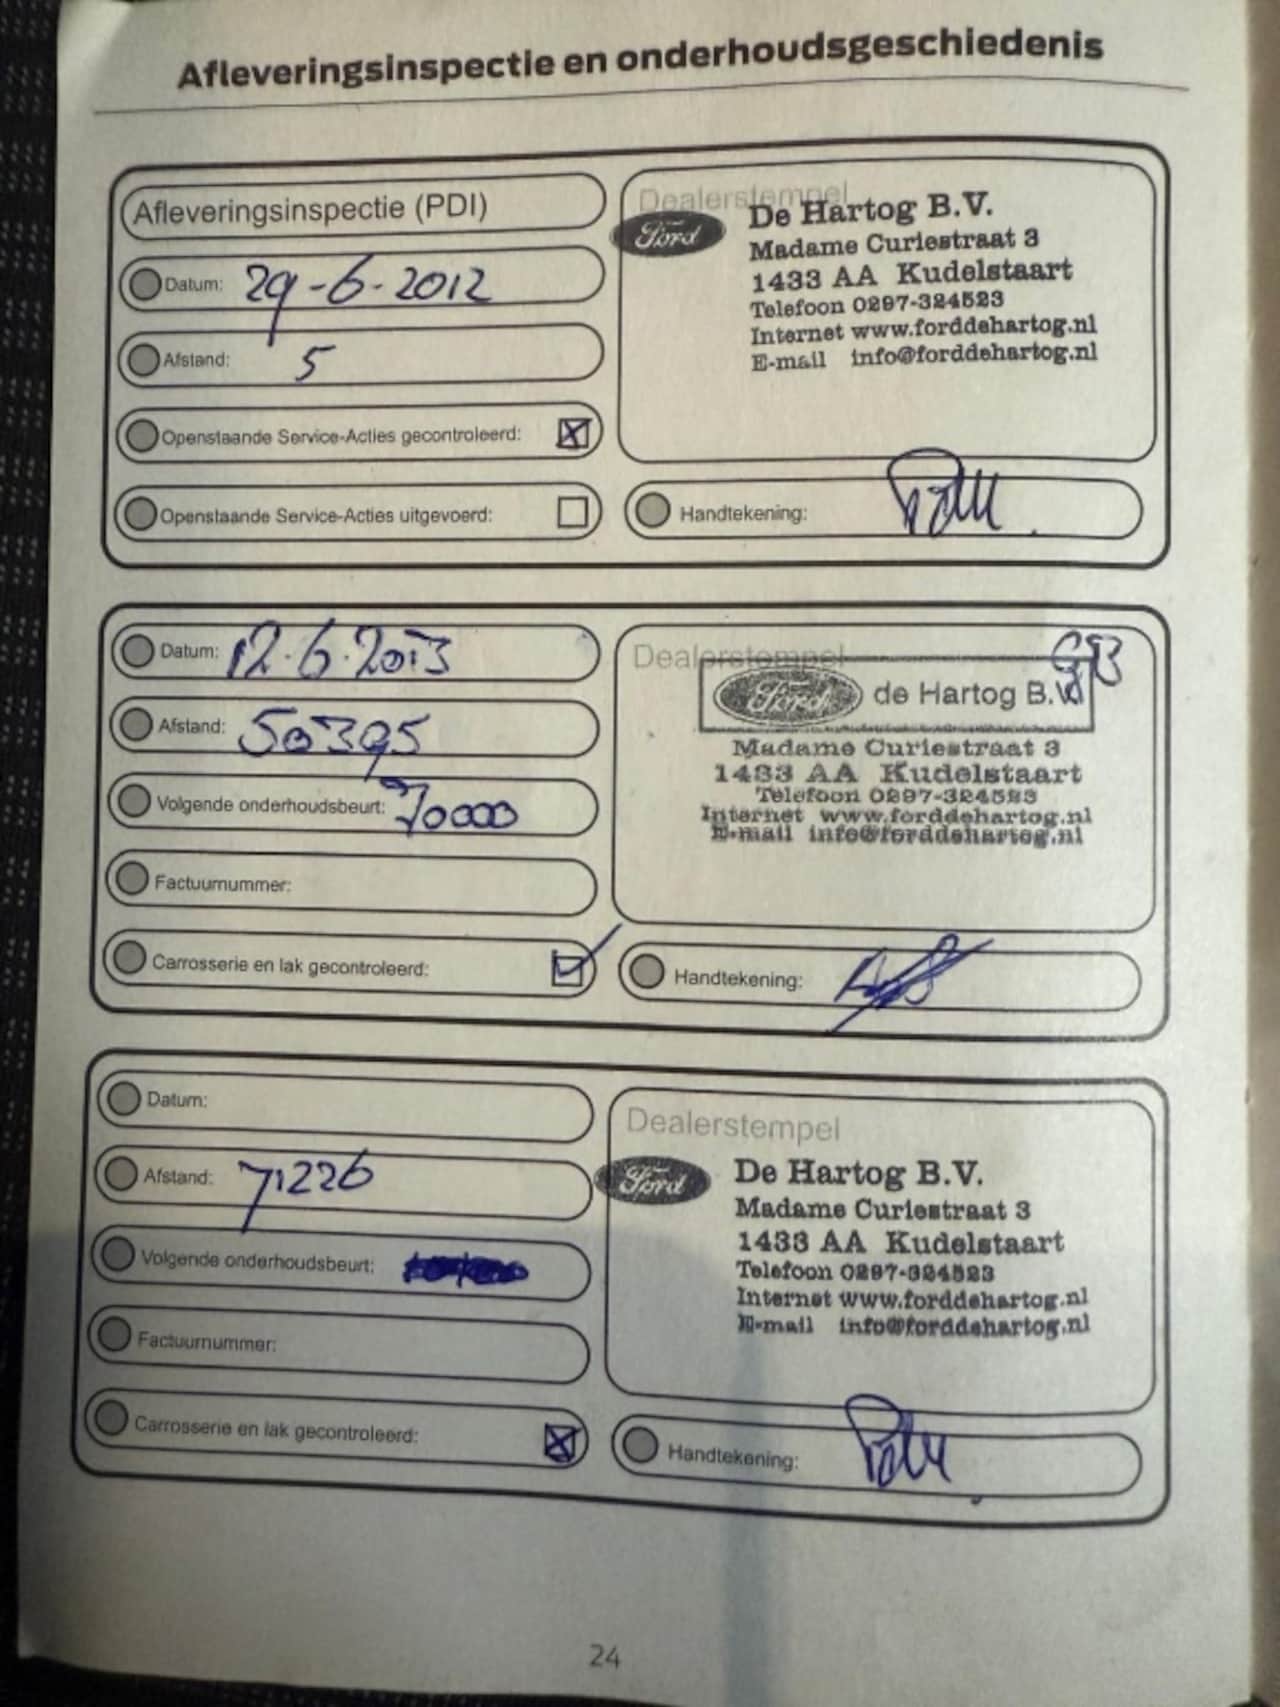 Afleveringsinspectie en onderhoudsgeschiedenis
Afleveringsinspectie (PDI)
Datum: 29-6-2012
Afstand: 5
Openstaande Service-Acties gecontroleerd:
Openstaande Service-Acties uitgevoerd:
Dealerstempel
Ford
De Hartog B.V.
Madame Curiestraat 3
1433 AA Kudelstaart
Telefoon 0297-324523
Internet www.forddehartog.nl
E-mail info@forddehartog.nl
Handtekening:
Datum: 12-6-2013
Afstand: 50395
Volgende onderhoudsbeurt: 70000
Factuurnummer:
Carrosserie en lak gecontroleerd:
Dealerstempel
Ford de Hartog B.V.
Madame Curiestraat 3
1433 AA Kudelstaart
Telefoon 0297-324523
Internet www.forddehartog.nl
E-mail info@forddehartog.nl
Handtekening:
Datum:
Afstand: 71226
Volgende onderhoudsbeurt:
Factuurnummer:
Carrosserie en lak gecontroleerd:
Dealerstempel
Ford
De Hartog B.V.
Madame Curiestraat 3
1433 AA Kudelstaart
Telefoon 0297-324523
Internet www.forddehartog.nl
E-mail info@forddehartog.nl
Handtekening:
24